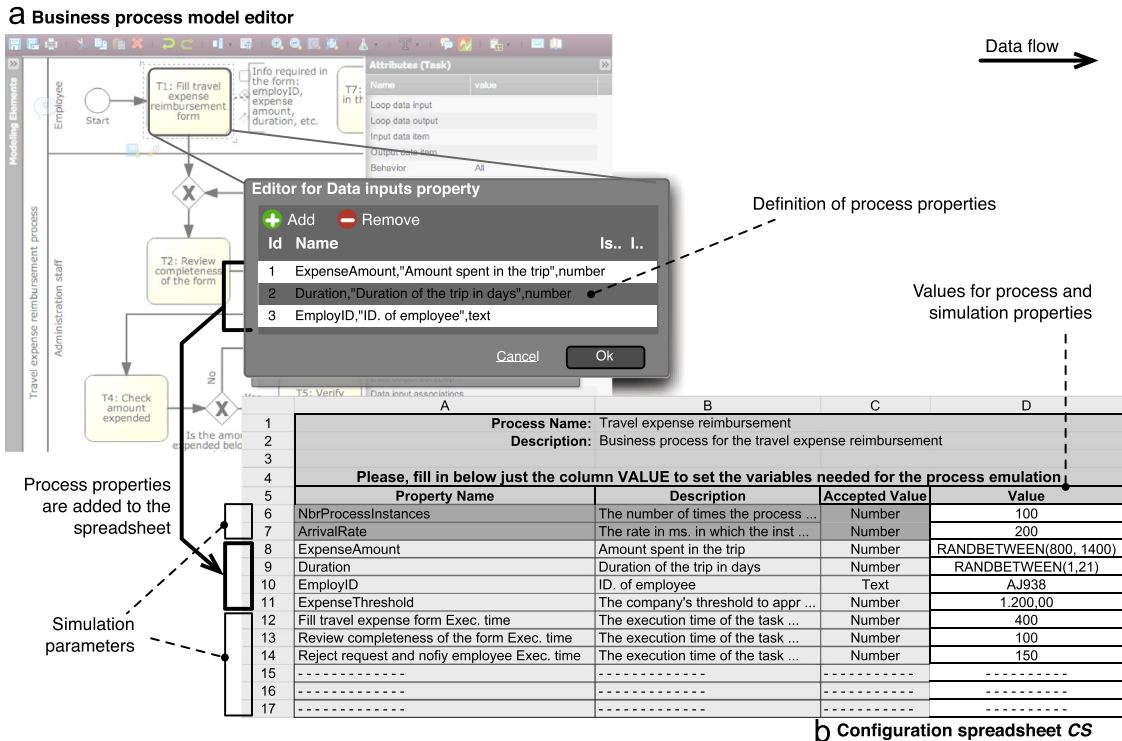 a Business process model editor
Data flow
Modeling Elements
Travel expense reimbursement process
Employee
Administration staff
Start
T1: Fill travel
expense
reimbursement
form
Info required in
the form:
employID,
expense
amount,
duration, etc.
T7:
in th
Attributes (Task)
Name value
Loop data input
Loop data output
Input data item
Output data item
Behavior All
X
T2: Review
completeness
of the form
T4: Check
amount
expended
No
X
Is the amou
expended belo
T5: Verify
Data input associations
Editor for Data inputs property
Add Remove
Id Name Is.. I..
1 ExpenseAmount,"Amount spent in the trip",number
2 Duration,"Duration of the trip in days",number
3 EmployID,"ID. of employee",text
Cancel Ok
Definition of process properties
Values for process and
simulation properties
Process properties
are added to the
spreadsheet
Simulation
parameters
A B C D
1 Process Name: Travel expense reimbursement
2 Description: Business process for the travel expense reimbursement
3
4 Please, fill in below just the column VALUE to set the variables needed for the process emulation
5 Property Name Description Accepted Value Value
6 NbrProcessInstances The number of times the process ... Number 100
7 ArrivalRate The rate in ms. in which the inst ... Number 200
8 ExpenseAmount Amount spent in the trip Number RANDBETWEEN(800, 1400)
9 Duration Duration of the trip in days Number RANDBETWEEN(1,21)
10 EmployID ID. of employee Text AJ938
11 ExpenseThreshold The company's threshold to appr ... Number 1.200,00
12 Fill travel expense form Exec. time The execution time of the task ... Number 400
13 Review completeness of the form Exec. time The execution time of the task ... Number 100
14 Reject request and nofiy employee Exec. time The execution time of the task ... Number 150
15 - - - - - - - - - - - - - - - - - - - - - - - - - - - - - - - - - - - - - - - - - - - - - -
16 - - - - - - - - - - - - - - - - - - - - - - - - - - - - - - - - - - - - - - - - - - - - - -
17 - - - - - - - - - - - - - - - - - - - - - - - - - - - - - - - - - - - - - - - - - - - - - -
b Configuration spreadsheet CS